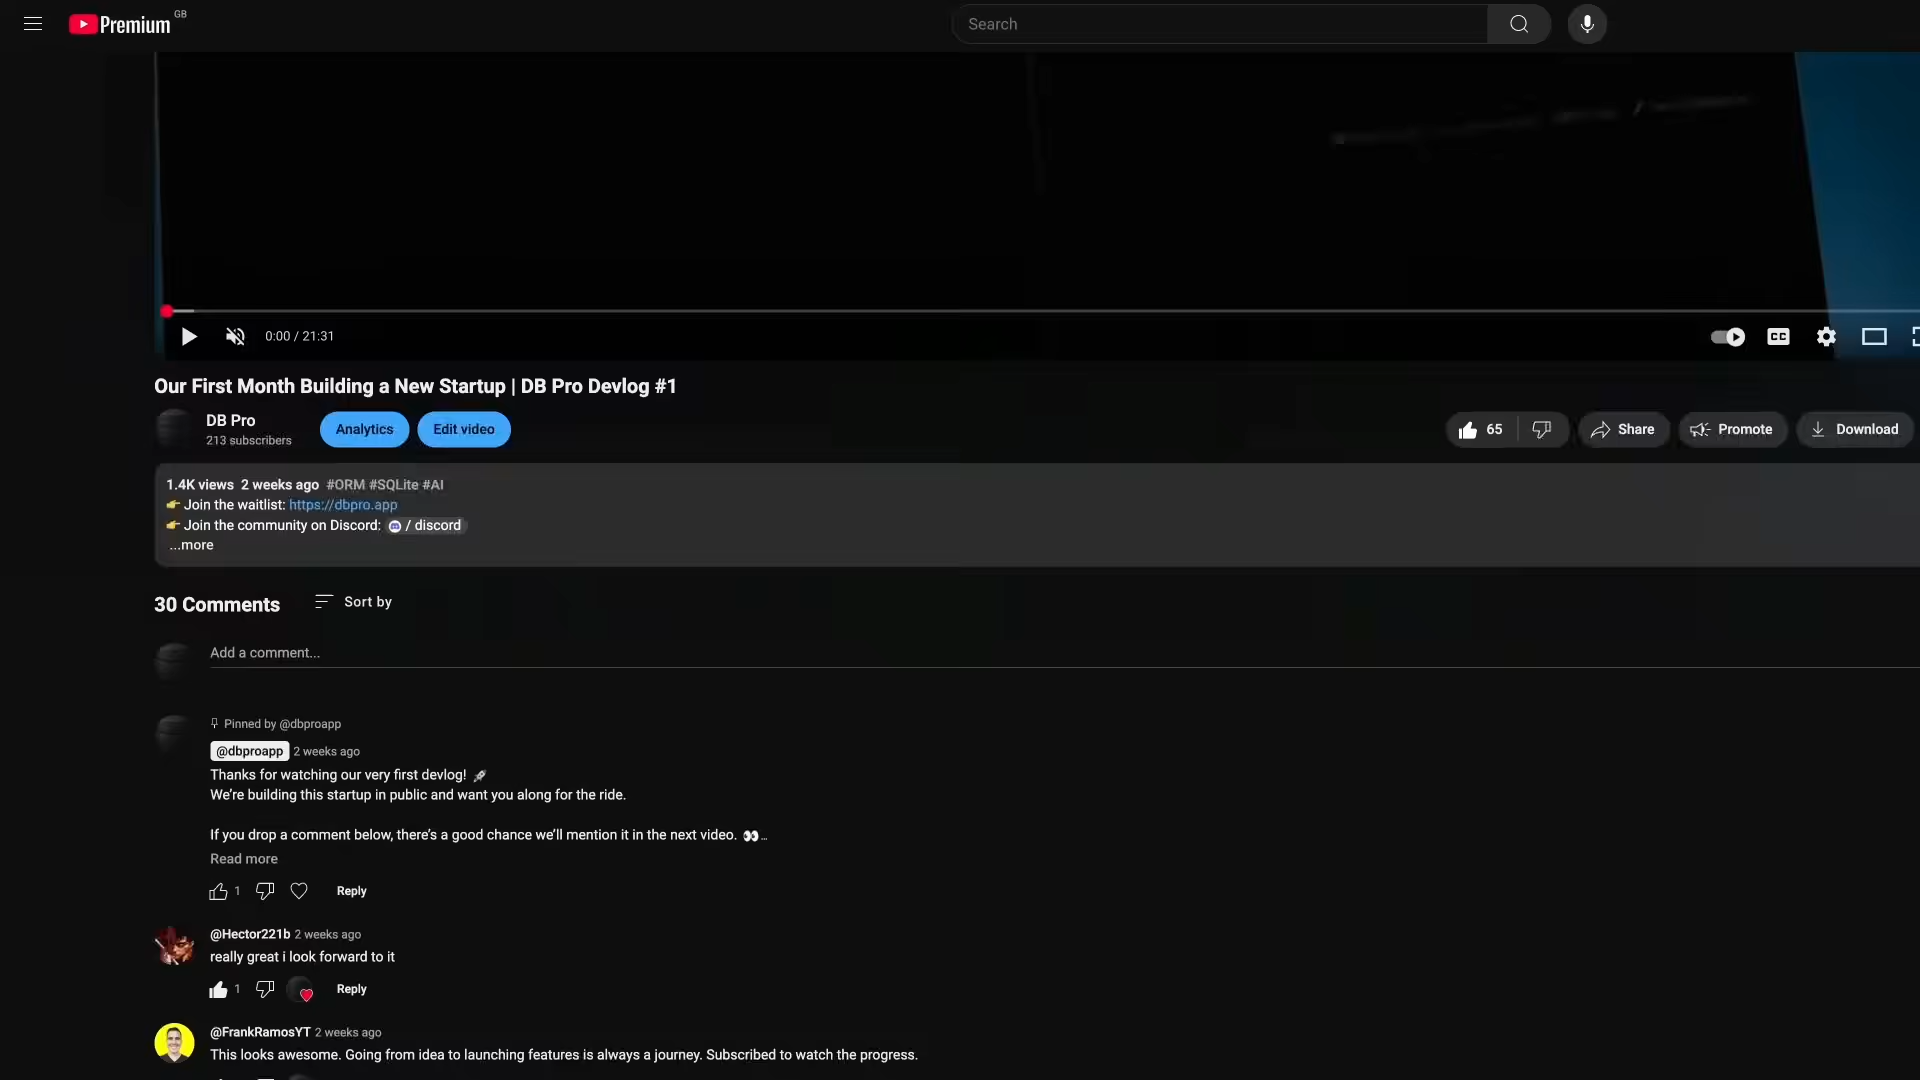 Premium GB
Search
0:00 / 21:31
CC
Our First Month Building a New Startup | DB Pro Devlog #1
DB Pro
213 subscribers
Analytics
Edit video
65
Share
Promote
Download
1.4K views 2 weeks ago #ORM #SQLite #AI
👉 Join the waitlist: https://dbpro.app
👉 Join the community on Discord: / discord
...more
30 Comments
Sort by
Add a comment...
Pinned by @dbproapp
@dbproapp 2 weeks ago
Thanks for watching our very first devlog! 🚀
We’re building this startup in public and want you along for the ride.
If you drop a comment below, there’s a good chance we’ll mention it in the next video. 👀…
Read more
1
Reply
@Hector221b 2 weeks ago
really great i look forward to it
1
Reply
@FrankRamosYT 2 weeks ago
This looks awesome. Going from idea to launching features is always a journey. Subscribed to watch the progress.